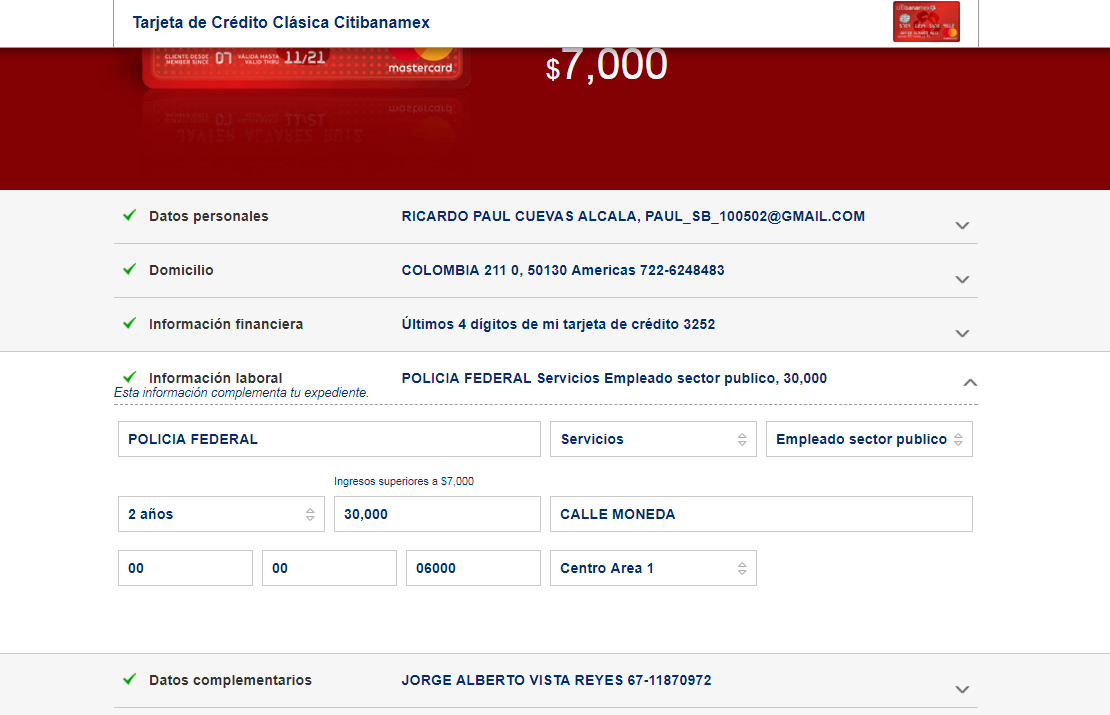 Tarjeta de Crédito Clásica Citibanamex
CLIENTE DESDE
MEMBER SINCE 07 VÁLIDA HASTA
VALID THRU 11/21
mastercard
$7,000
Datos personales RICARDO PAUL CUEVAS ALCALA, PAUL_SB_100502@GMAIL.COM
Domicilio COLOMBIA 211 0, 50130 Americas 722-6248483
Información financiera Últimos 4 dígitos de mi tarjeta de crédito 3252
Información laboral POLICIA FEDERAL Servicios Empleado sector publico, 30,000
Esta información complementa tu expediente.
POLICIA FEDERAL Servicios Empleado sector publico
Ingresos superiores a $7,000
2 años 30,000 CALLE MONEDA
00 00 06000 Centro Area 1
Datos complementarios JORGE ALBERTO VISTA REYES 67-11870972